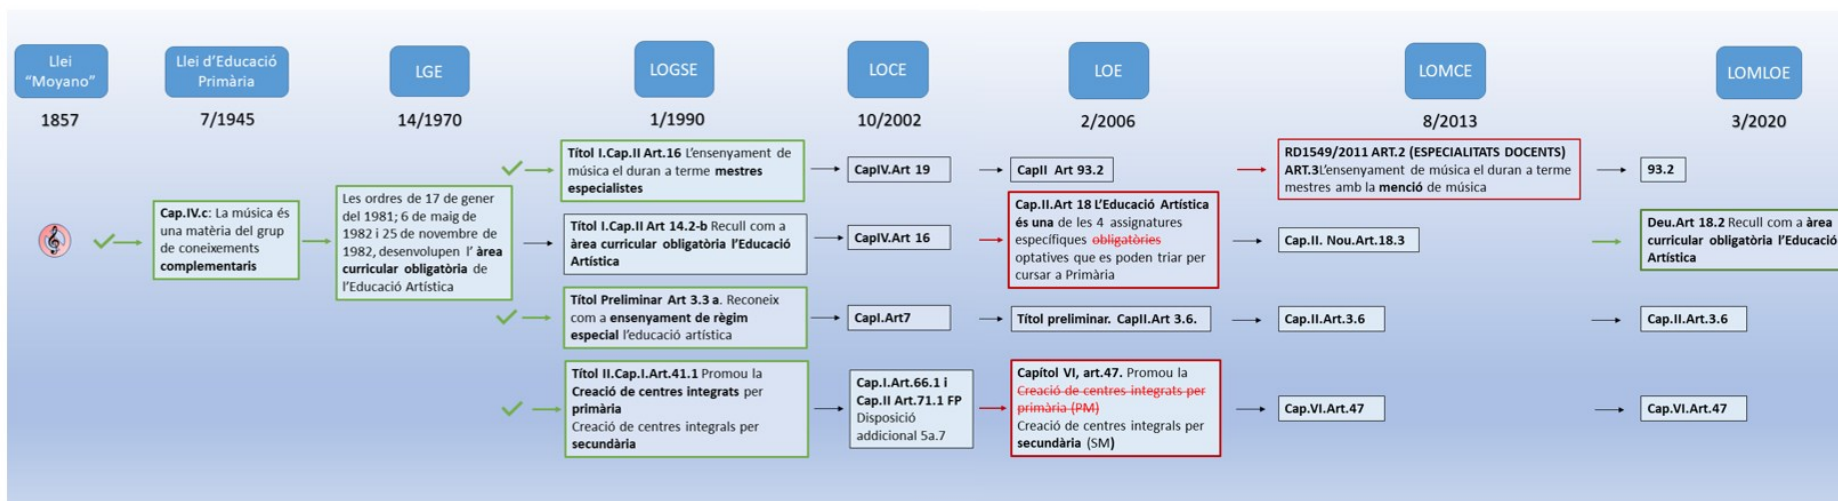 Llei
“Moyano”
1857
Llei d’Educació
Primària
7/1945
LGE
14/1970
LOGSE
1/1990
LOCE
10/2002
LOE
2/2006
LOMCE
8/2013
LOMLOE
3/2020
Cap.IV.c: La música és
una matèria del grup
de coneixements
complementaris
Les ordres de 17 de gener
del 1981; 6 de maig de
1982 i 25 de novembre de
1982, desenvolupen l’ àrea
curricular obligatòria de
l’Educació Artística
Títol I.Cap.II Art.16 L’ensenyament de
música el duran a terme mestres
especialistes
CapIV.Art 19
CapII Art 93.2
RD1549/2011 ART.2 (ESPECIALITATS DOCENTS)
ART.3L’ensenyament de música el duran a terme
mestres amb la menció de música
93.2
Títol I.Cap.II Art 14.2-b Recull com a
àrea curricular obligatòria l’Educació
Artística
CapIV.Art 16
Cap.II.Art 18 L’Educació Artística
és una de les 4 assignatures
específiques obligatòries
optatives que es poden triar per
cursar a Primària
Cap.II. Nou.Art.18.3
Deu.Art 18.2 Recull com a àrea
curricular obligatòria l’Educació
Artística
Títol Preliminar Art 3.3 a. Reconeix
com a ensenyament de règim
especial l’educació artística
CapI.Art7
Títol preliminar. CapII.Art 3.6.
Cap.II.Art.3.6
Cap.II.Art.3.6
Títol II.Cap.I.Art.41.1 Promou la
Creació de centres integrats per
primària
Creació de centres integrals per
secundària
Cap.I.Art.66.1 i
Cap.II Art.71.1 FP
Disposició
addicional 5a.7
Capítol VI, art.47. Promou la
Creació de centres integrats per
primària (PM)
Creació de centres integrals per
secundària (SM)
Cap.VI.Art.47
Cap.VI.Art.47